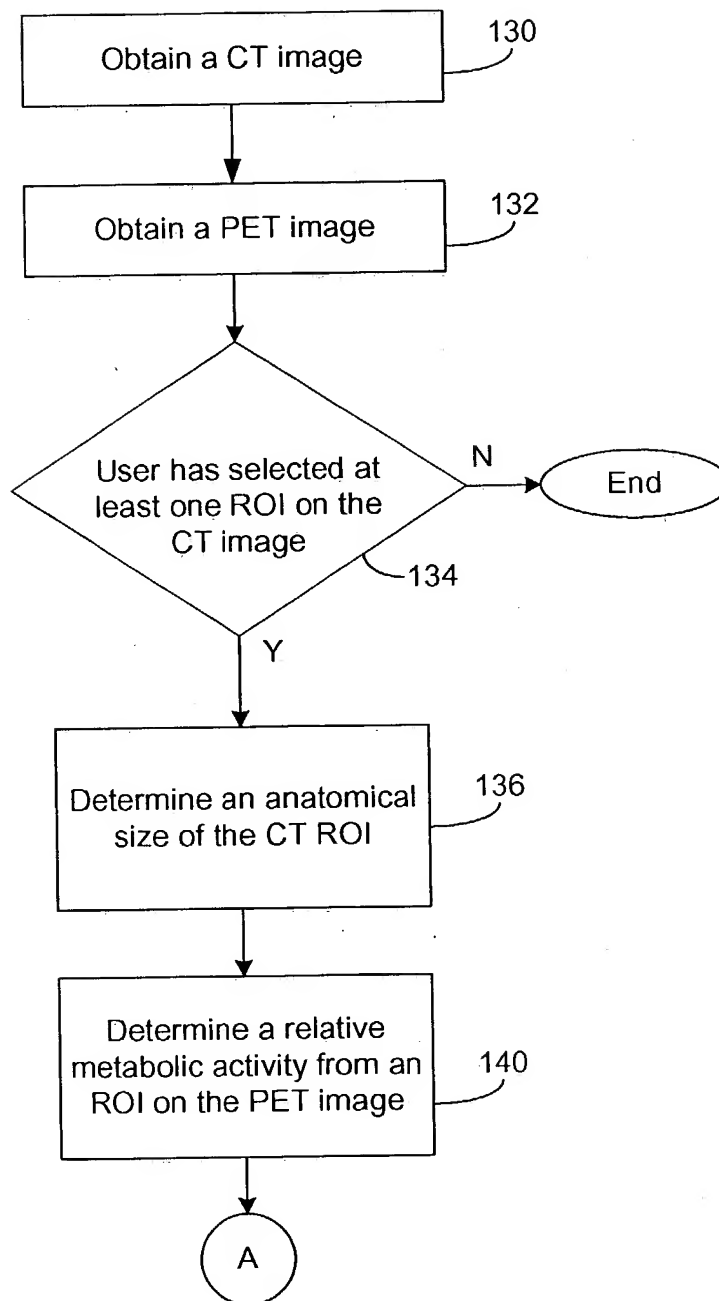 Obtain a CT image
130
Obtain a PET image
132
User has selected at
least one ROI on the
CT image
N
End
134
Y
Determine an anatomical
size of the CT ROI
136
Determine a relative
metabolic activity from an
ROI on the PET image
140
A